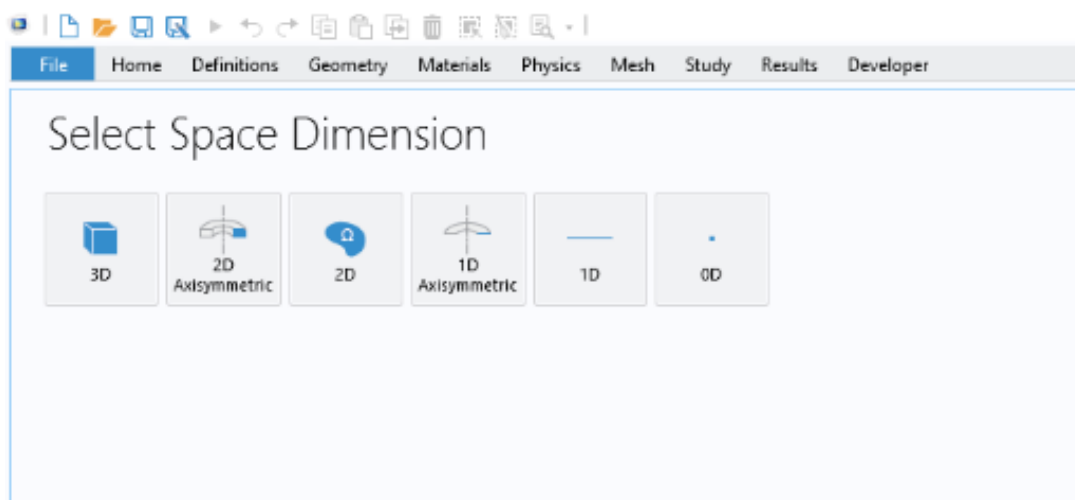 File Home Definitions Geometry Materials Physics Mesh Study Results Developer
Select Space Dimension
3D
2D
Axisymmetric
Ω
2D
1D
Axisymmetric
1D
0D